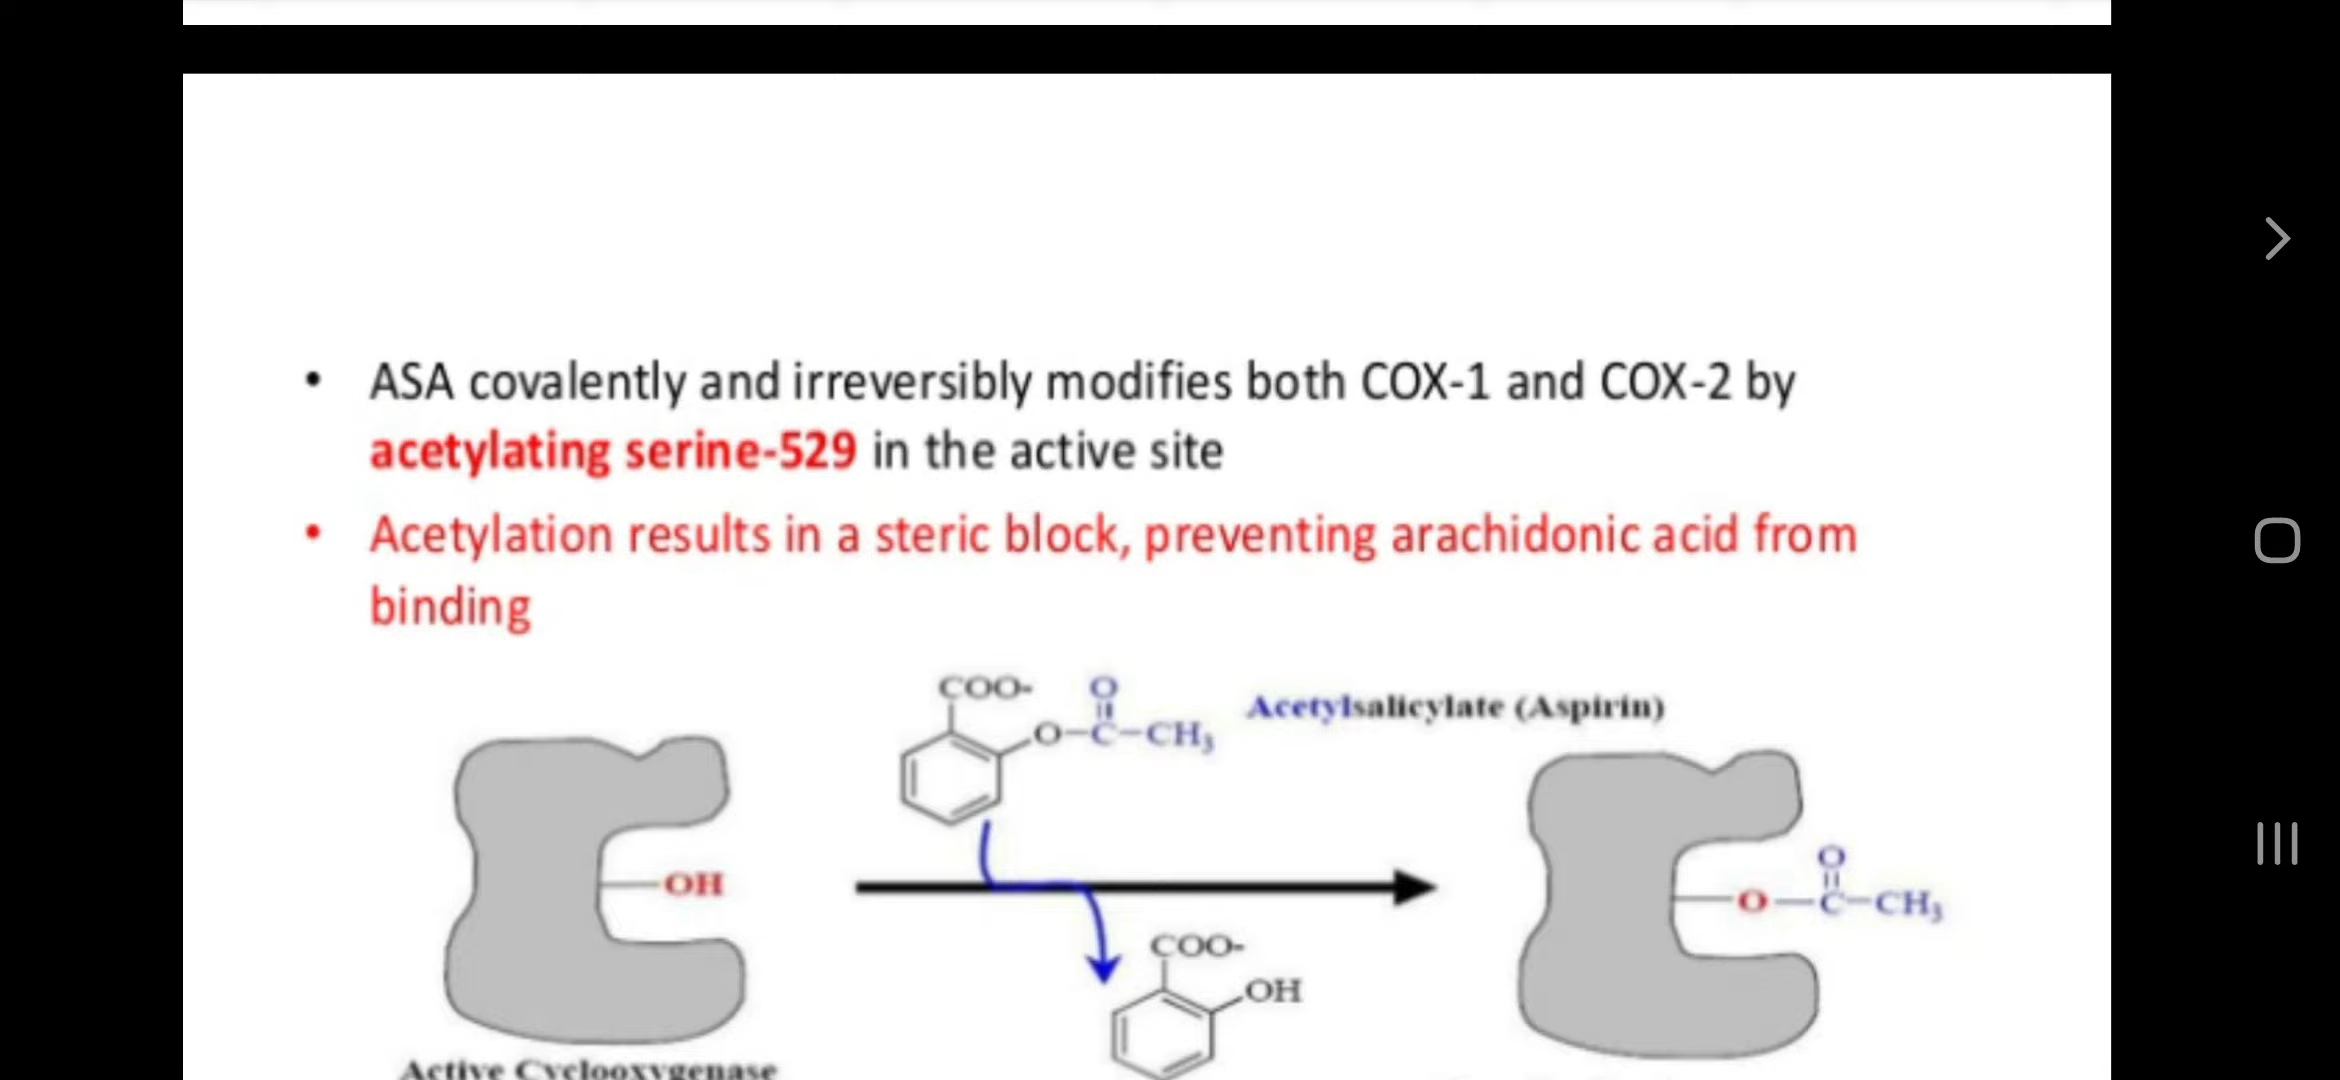 • ASA covalently and irreversibly modifies both COX-1 and COX-2 by
acetylating serine-529 in the active site
• Acetylation results in a steric block, preventing arachidonic acid from
binding
COO-
O
O-C-CH3
Acetylsalicylate (Aspirin)
OH
O
O-C-CH3
COO-
OH
Active Cyclooxygenase